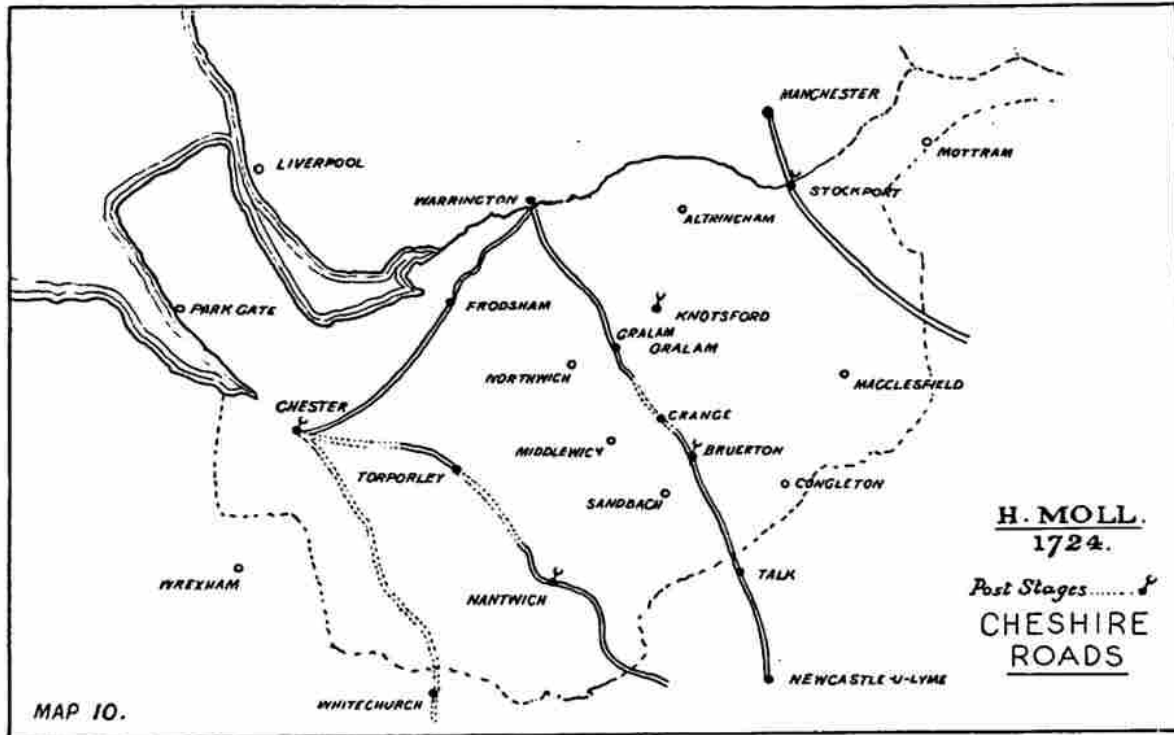 MANCHESTER
MOTTRAM
LIVERPOOL
STOCKPORT
WARRINGTON
ALTRINCHAM
PARK GATE
FRODSHAM
KNOTSFORD
GRALAM
GRALAM
NORTHWICH
MACCLESFIELD
CHESTER
GRANGE
MIDDLEWICY
BRUERTON
TORPORLEY
SANDBACH
CONGLETON
H. MOLL.
1724.
WREXHAM
TALK
NANTWICH
Post Stages........
CHESHIRE
ROADS
WHITECHURCH
NEWCASTLE-U-LYME
MAP 10.